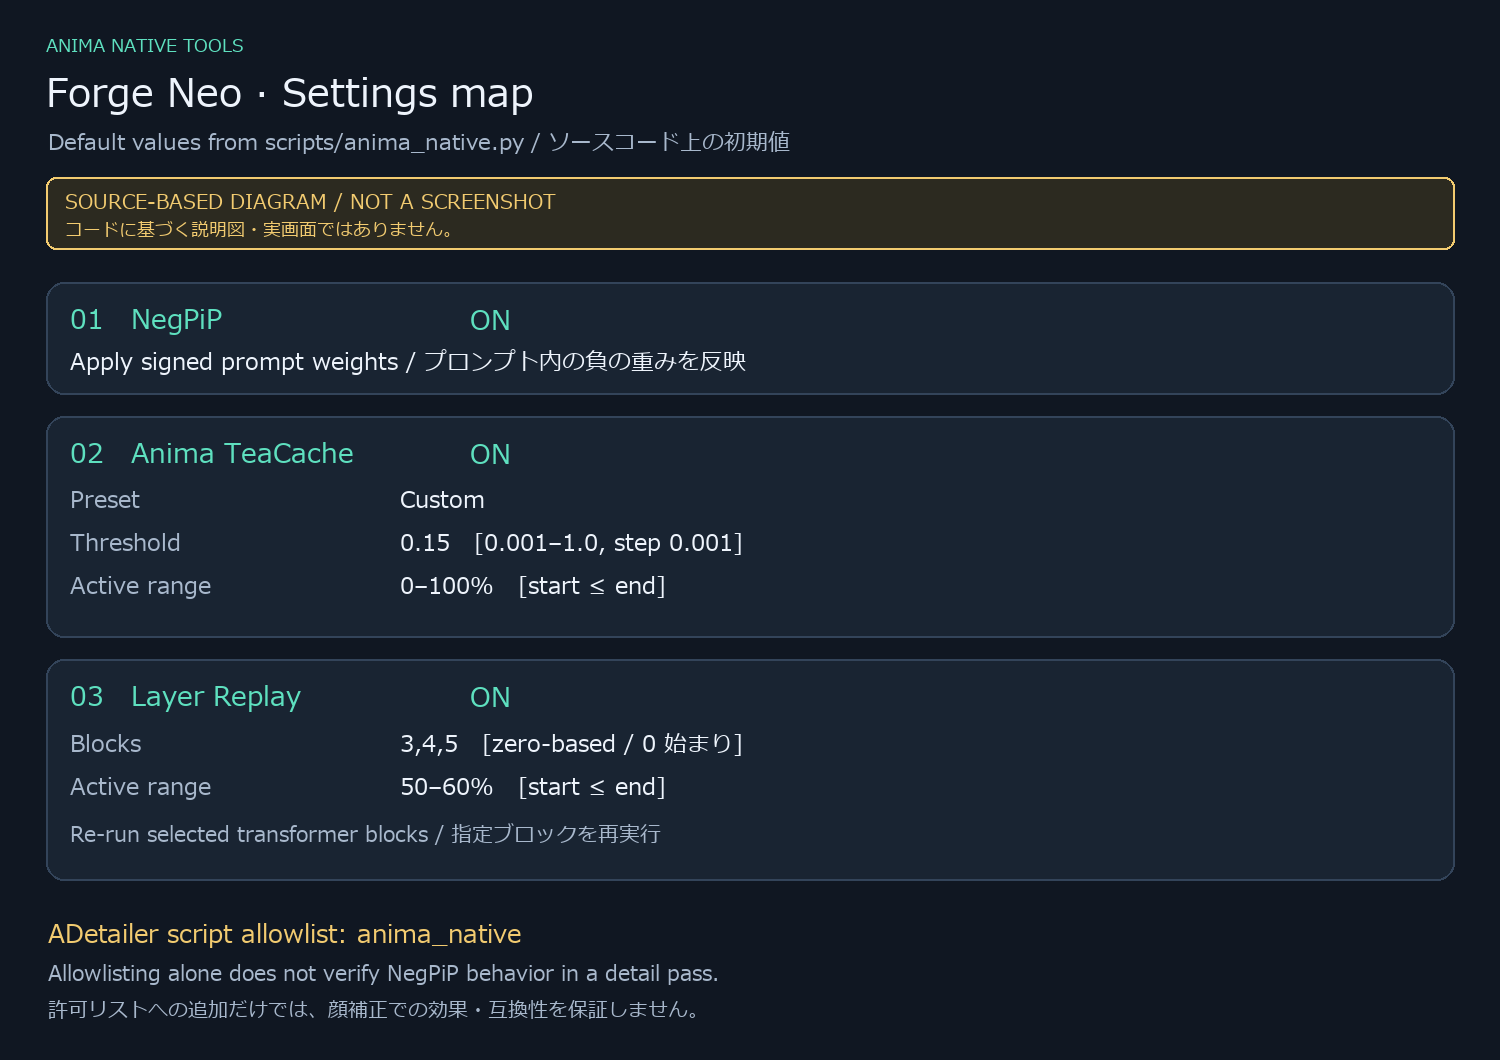 ANIMA NATIVE TOOLS
Forge Neo · Settings map
Default values from scripts/anima_native.py / ソースコード上の初期値
SOURCE-BASED DIAGRAM / NOT A SCREENSHOT
コードに基づく説明図・実画面ではありません。
01 NegPiP ON
Apply signed prompt weights / プロンプト内の負の重みを反映
02 Anima TeaCache ON
Preset Custom
Threshold 0.15 [0.001–1.0, step 0.001]
Active range 0–100% [start ≤ end]
03 Layer Replay ON
Blocks 3,4,5 [zero-based / 0 始まり]
Active range 50–60% [start ≤ end]
Re-run selected transformer blocks / 指定ブロックを再実行
ADetailer script allowlist: anima_native
Allowlisting alone does not verify NegPiP behavior in a detail pass.
許可リストへの追加だけでは、顔補正での効果・互換性を保証しません。